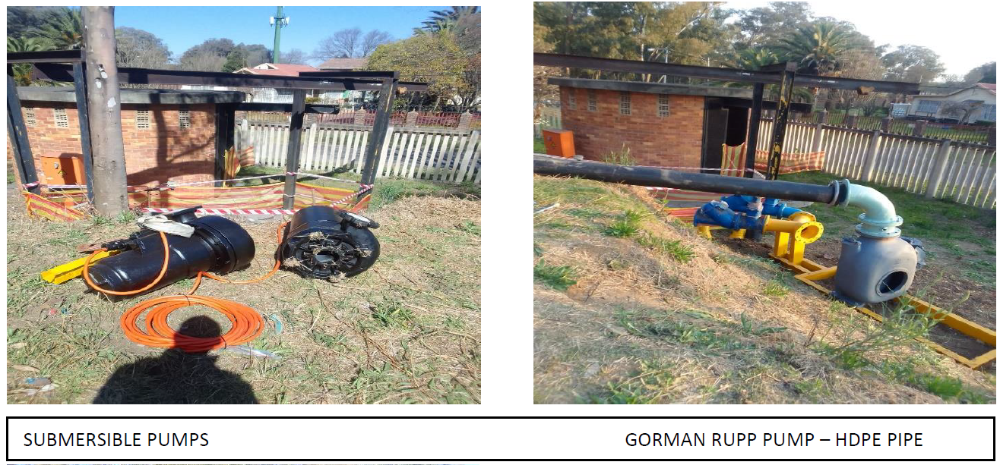 SUBMERSIBLE PUMPS
GORMAN RUPP PUMP – HDPE PIPE